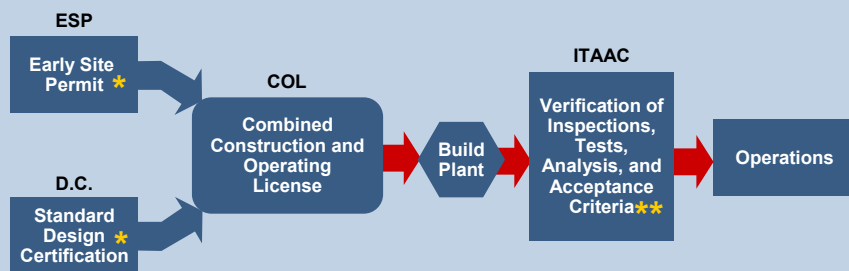 ESP
Early Site
Permit *
D.C.
Standard
Design *
Certification
COL
Combined
Construction and
Operating
License
Build
Plant
ITAAC
Verification of
Inspections,
Tests,
Analysis, and
Acceptance
Criteria**
Operations